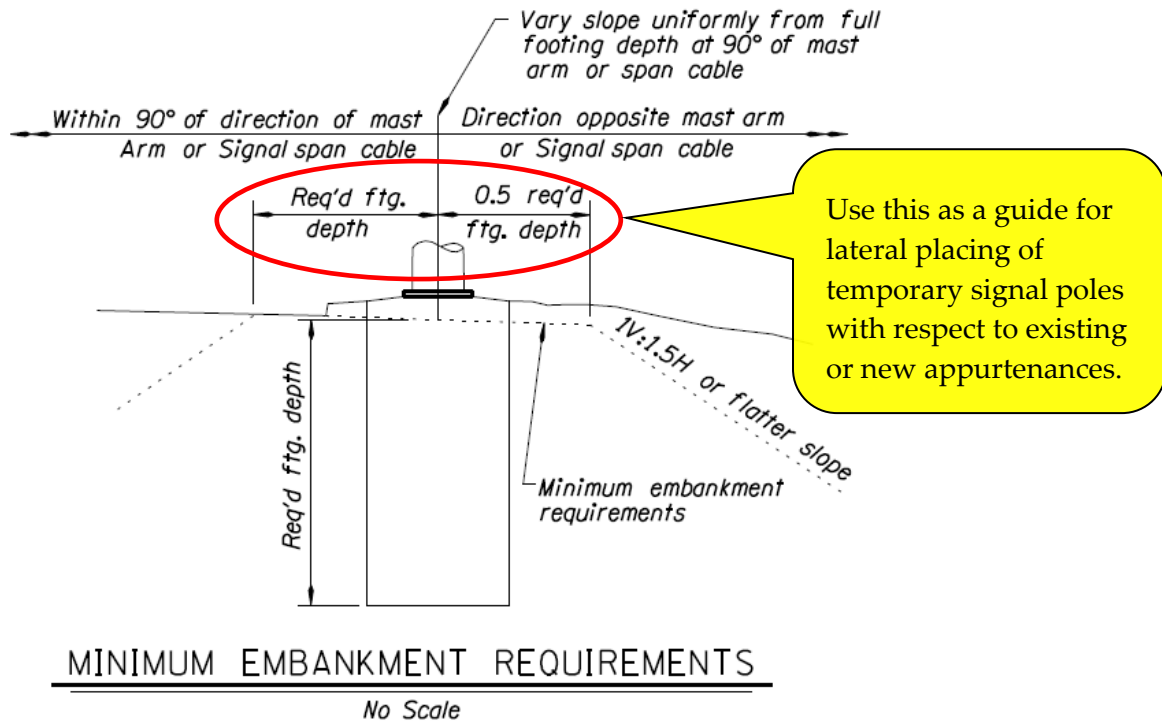 Vary slope uniformly from full
footing depth at 90° of mast
arm or span cable
Within 90° of direction of mast
Arm or Signal span cable
Direction opposite mast arm
or Signal span cable
Req'd ftg.
depth
0.5 req'd
ftg. depth
Use this as a guide for
lateral placing of
temporary signal poles
with respect to existing
or new appurtenances.
1V:1.5H or flatter slope
Req'd ftg. depth
Minimum embankment
requirements
MINIMUM EMBANKMENT REQUIREMENTS
No Scale